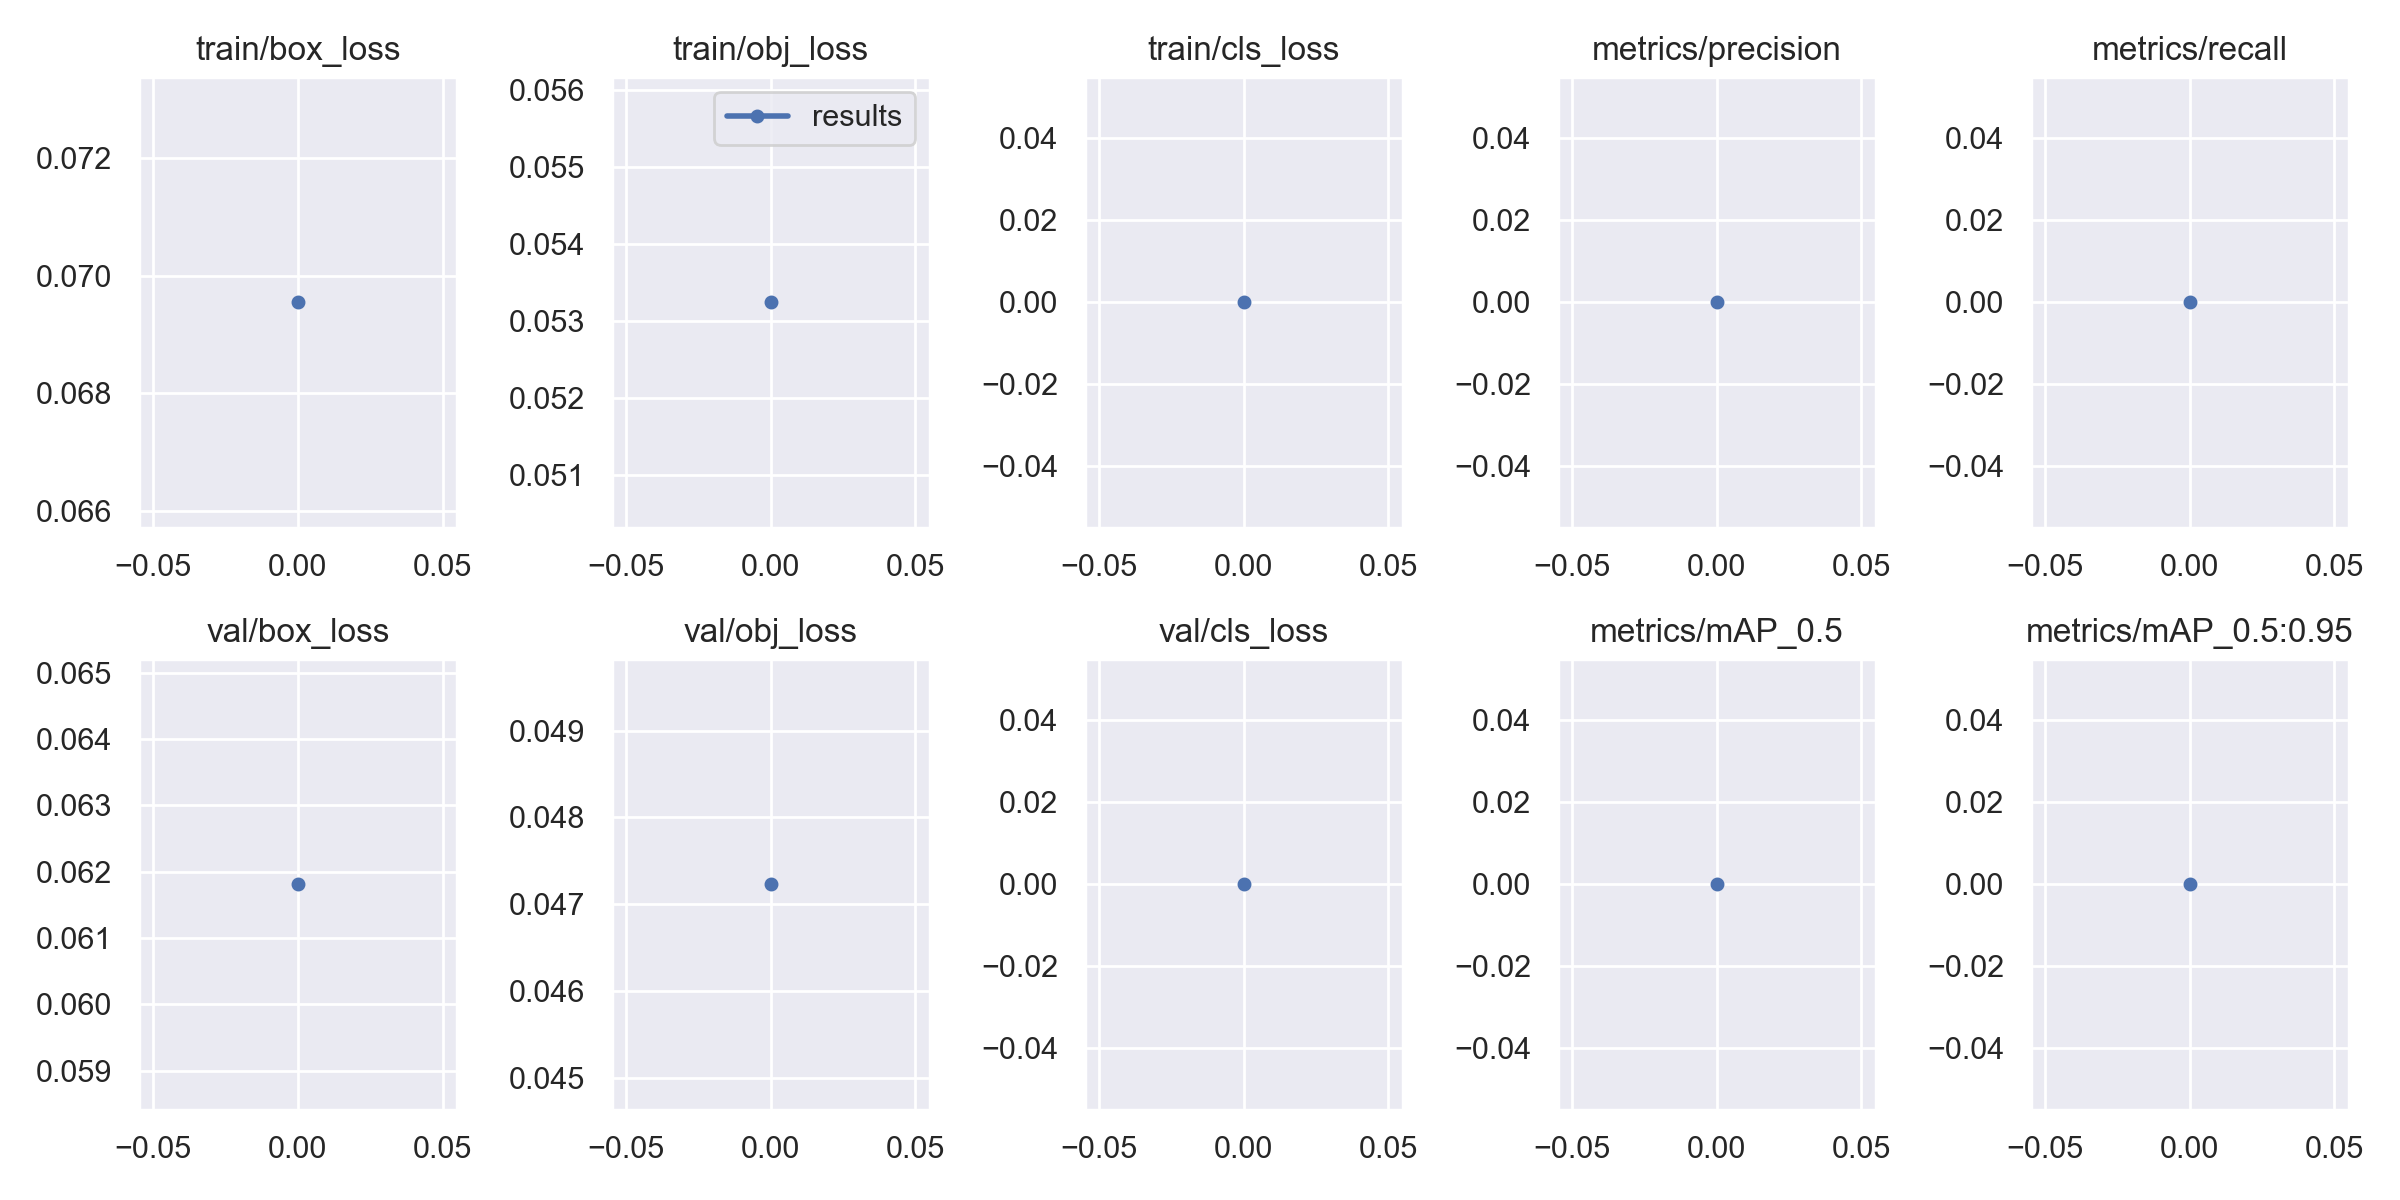 train/box_loss
0.072
0.070
0.068
0.066
−0.05 0.00 0.05
train/obj_loss
results
0.056
0.055
0.054
0.053
0.052
0.051
−0.05 0.00 0.05
train/cls_loss
0.04
0.02
0.00
−0.02
−0.04
−0.05 0.00 0.05
metrics/precision
0.04
0.02
0.00
−0.02
−0.04
−0.05 0.00 0.05
metrics/recall
0.04
0.02
0.00
−0.02
−0.04
−0.05 0.00 0.05
val/box_loss
0.065
0.064
0.063
0.062
0.061
0.060
0.059
−0.05 0.00 0.05
val/obj_loss
0.049
0.048
0.047
0.046
0.045
−0.05 0.00 0.05
val/cls_loss
0.04
0.02
0.00
−0.02
−0.04
−0.05 0.00 0.05
metrics/mAP_0.5
0.04
0.02
0.00
−0.02
−0.04
−0.05 0.00 0.05
metrics/mAP_0.5:0.95
0.04
0.02
0.00
−0.02
−0.04
−0.05 0.00 0.05